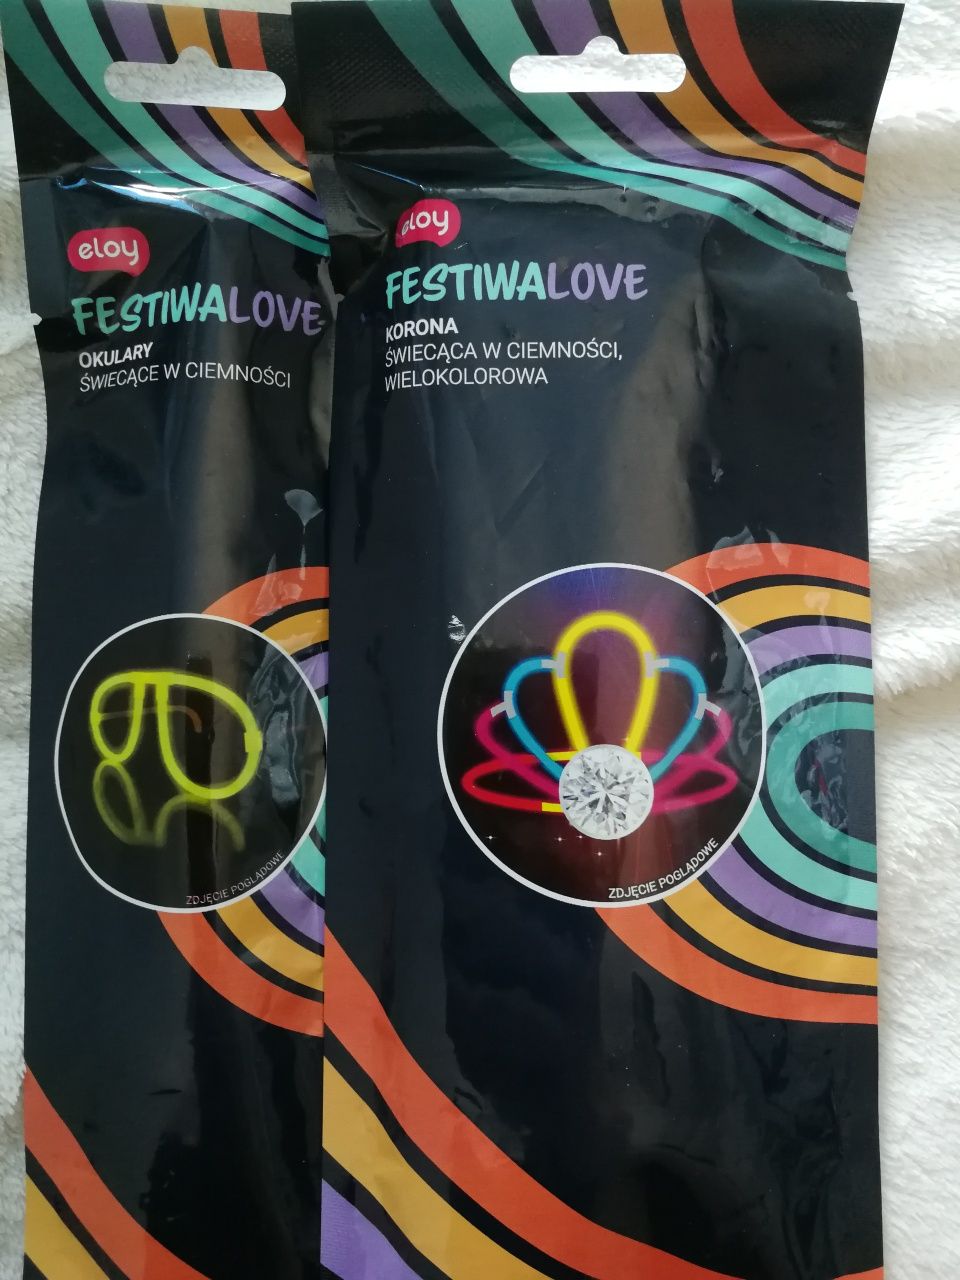 eloy
FESTIWALOVE
OKULARY
ŚWIECĄCE W CIEMNOŚCI
ZDJĘCIE POGLĄDOWE
eloy
FESTIWALOVE
KORONA
ŚWIECĄCA W CIEMNOŚCI,
WIELOKOLOROWA
ZDJĘCIE POGLĄDOWE